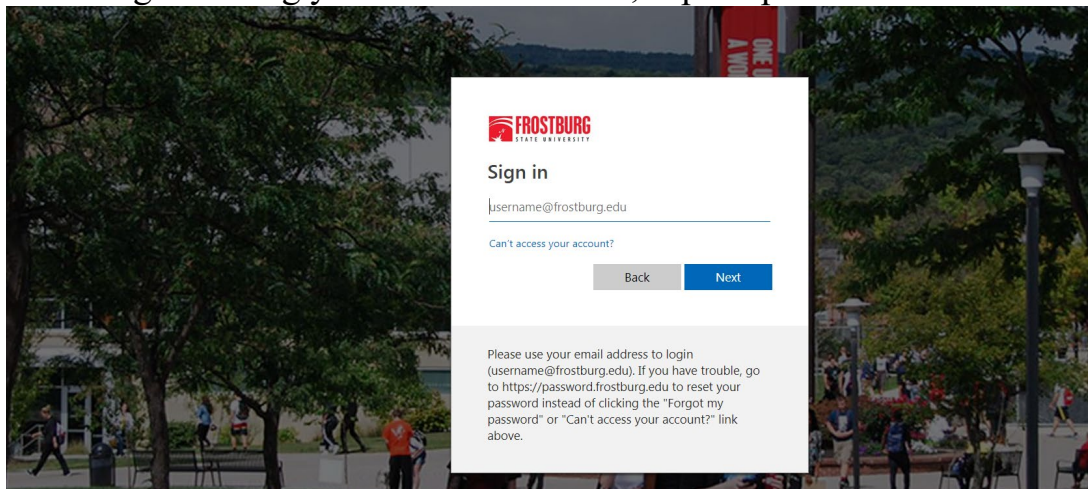 ONE U
A WO
FROSTBURG
STATE UNIVERSITY
Sign in
username@frostburg.edu
Can't access your account?
Back Next
Please use your email address to login
(username@frostburg.edu). If you have trouble, go
to https://password.frostburg.edu to reset your
password instead of clicking the "Forgot my
password" or "Can't access your account?" link
above.